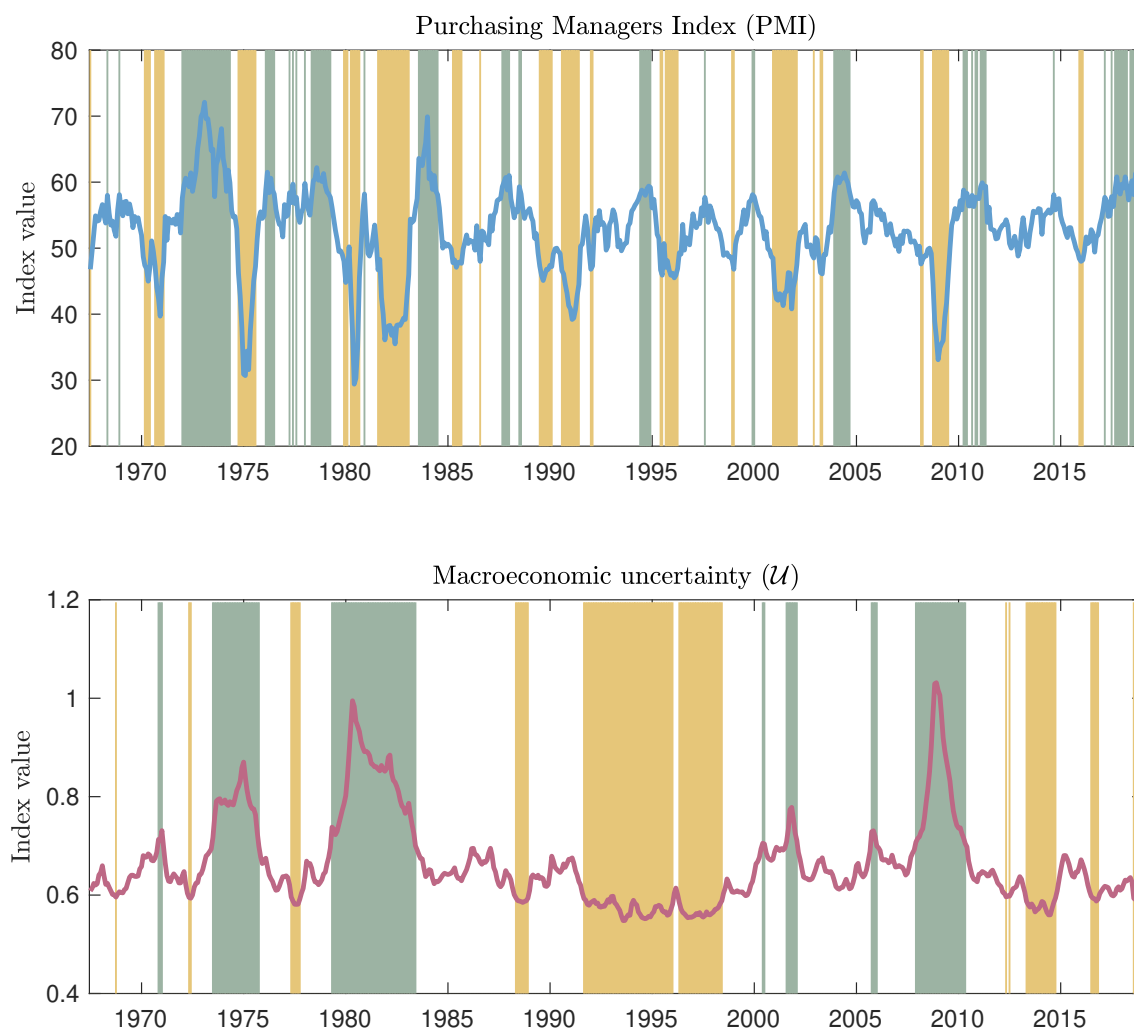 Purchasing Managers Index (PMI)
80
70
60
50
40
30
20
Index value
1970 1975 1980 1985 1990 1995 2000 2005 2010 2015
Macroeconomic uncertainty (𝒰)
1.2
1
0.8
0.6
0.4
Index value
1970 1975 1980 1985 1990 1995 2000 2005 2010 2015